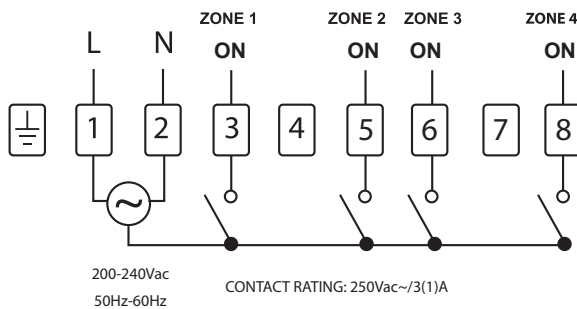 ZONE 1 ZONE 2 ZONE 3 ZONE 4
L N ON ON ON ON
1 2 3 4 5 6 7 8
200-240Vac
CONTACT RATING: 250Vac~/3(1)A
50Hz-60Hz